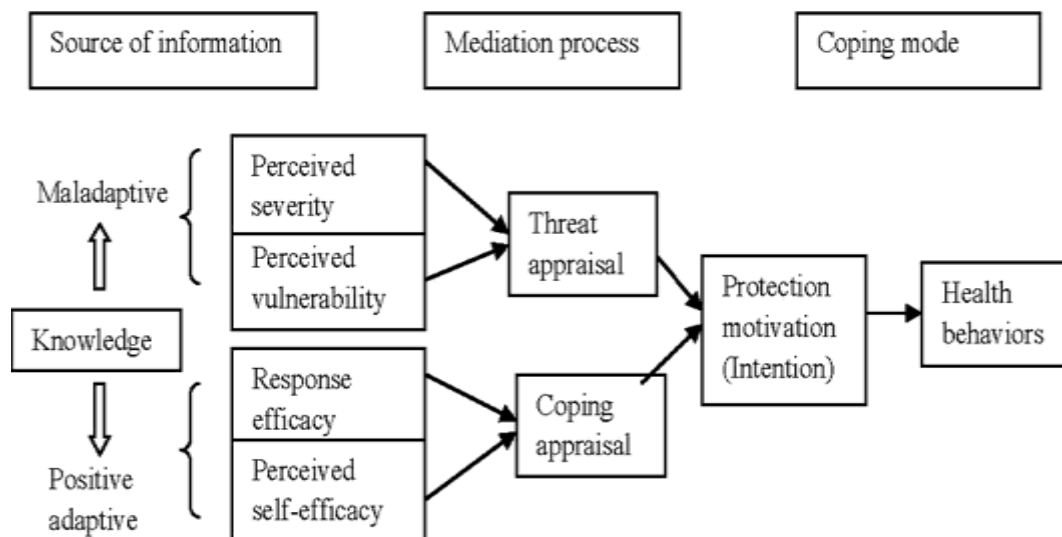 Source of information
Mediation process
Coping mode
Maladaptive
Perceived
severity
Perceived
vulnerability
Threat
appraisal
Knowledge
Protection
motivation
(Intention)
Health
behaviors
Response
efficacy
Perceived
self-efficacy
Coping
appraisal
Positive
adaptive